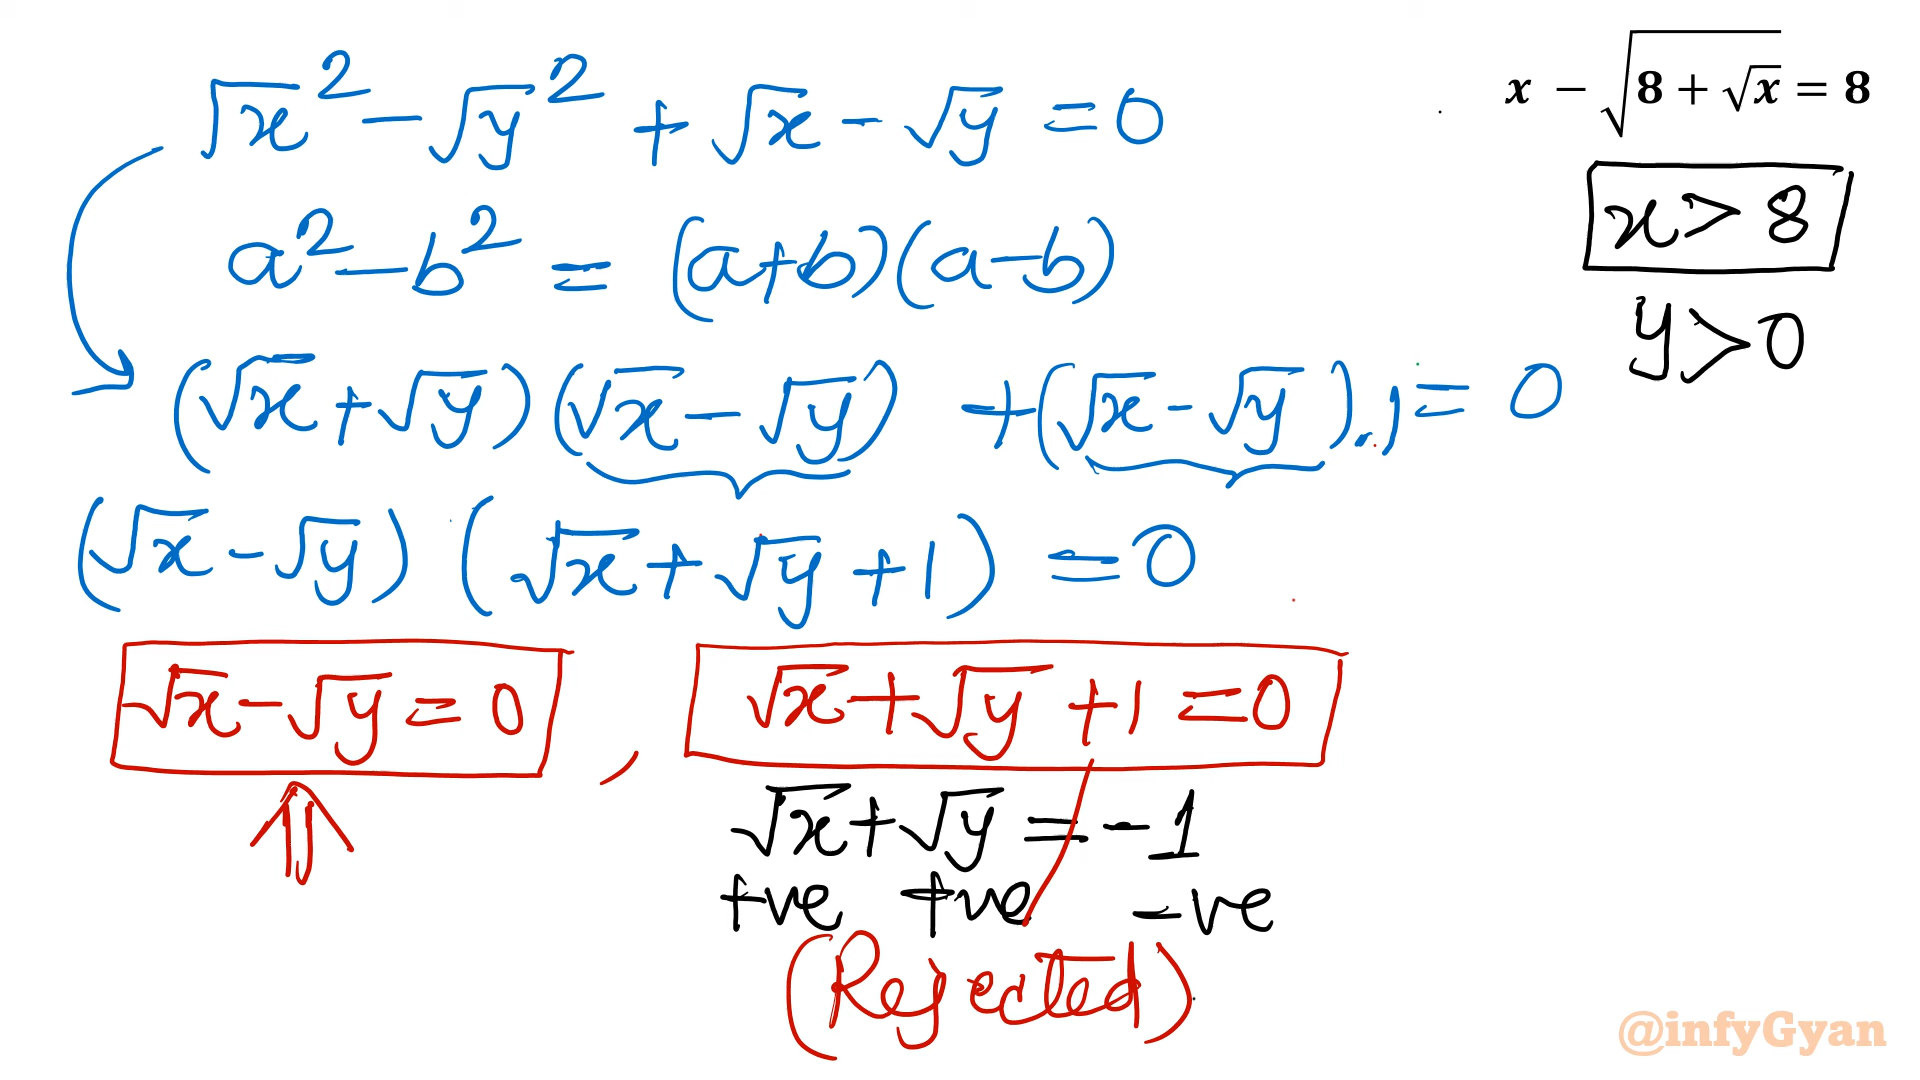 x − √(8 + √x) = 8
x > 8
y > 0
√x² − √y² + √x − √y = 0
a² − b² = (a+b)(a−b)
(√x + √y)(√x − √y) + (√x − √y).1 = 0
(√x − √y) (√x + √y + 1) = 0
√x − √y = 0 , √x + √y + 1 = 0
√x + √y = −1
+ve +ve −ve
(Rejected)
@infyGyan